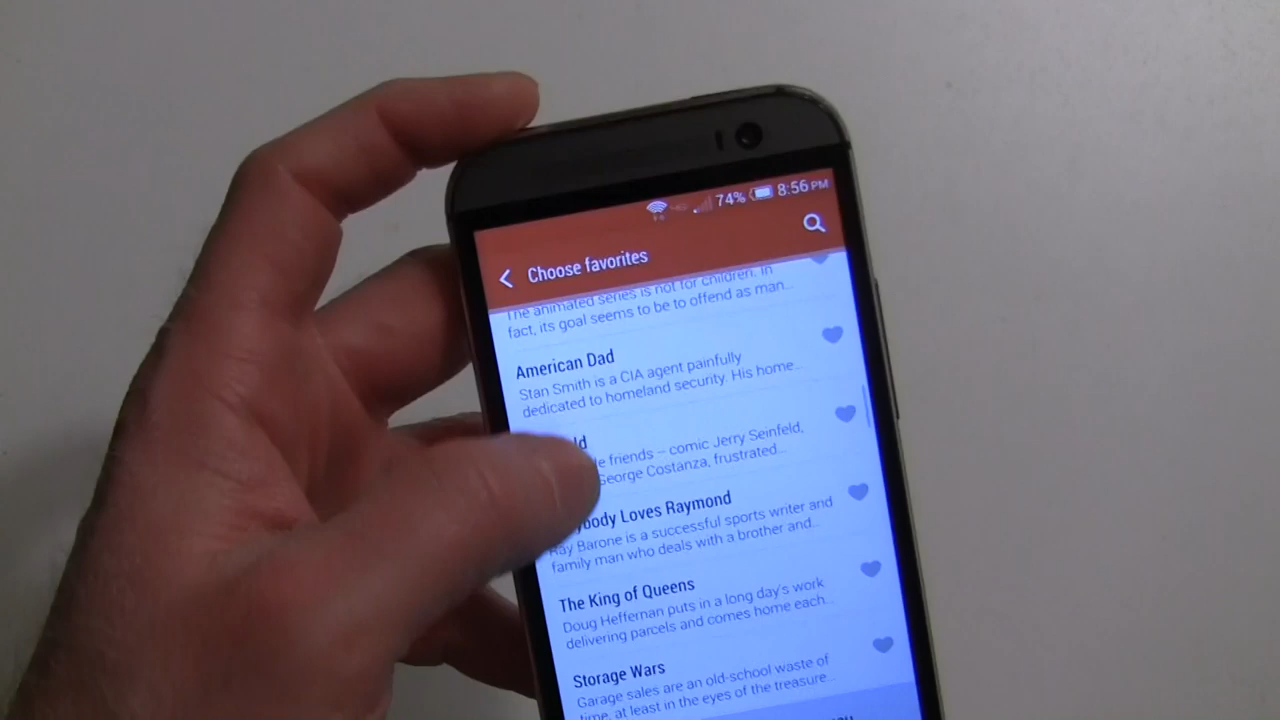 74% 8:56 PM
Choose favorites
The animated series is not for children. In
fact, its goal seems to be to offend as man...
American Dad
Stan Smith is a CIA agent painfully
dedicated to homeland security. His home...
ld
le friends – comic Jerry Seinfeld,
George Costanza, frustrated...
ybody Loves Raymond
Ray Barone is a successful sports writer and
family man who deals with a brother and...
The King of Queens
Doug Heffernan puts in a long day's work
delivering parcels and comes home each...
Storage Wars
Garage sales are an old-school waste of
time, at least in the eyes of the treasure...